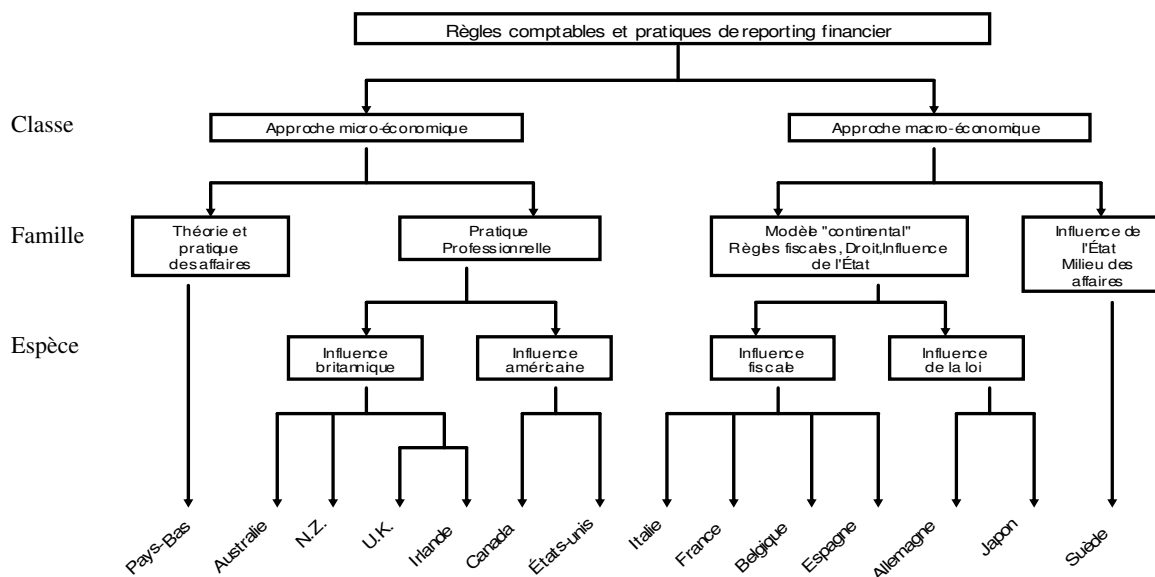 Règles comptables et pratiques de reporting financier
Classe
Approche micro-économique
Approche macro-économique
Famille
Théorie et
pratique
des affaires
Pratique
Professionnelle
Modèle "continental"
Règles fiscales, Droit,Influence
de l'État
Influence de
l'État
Milieu des
affaires
Espèce
Influence
britannique
Influence
américaine
Influence
fiscale
Influence
de la loi
Pays-Bas
Australie
N.Z.
U.K.
Irlande
Canada
États-unis
Italie
France
Belgique
Espagne
Allemagne
Japon
Suède